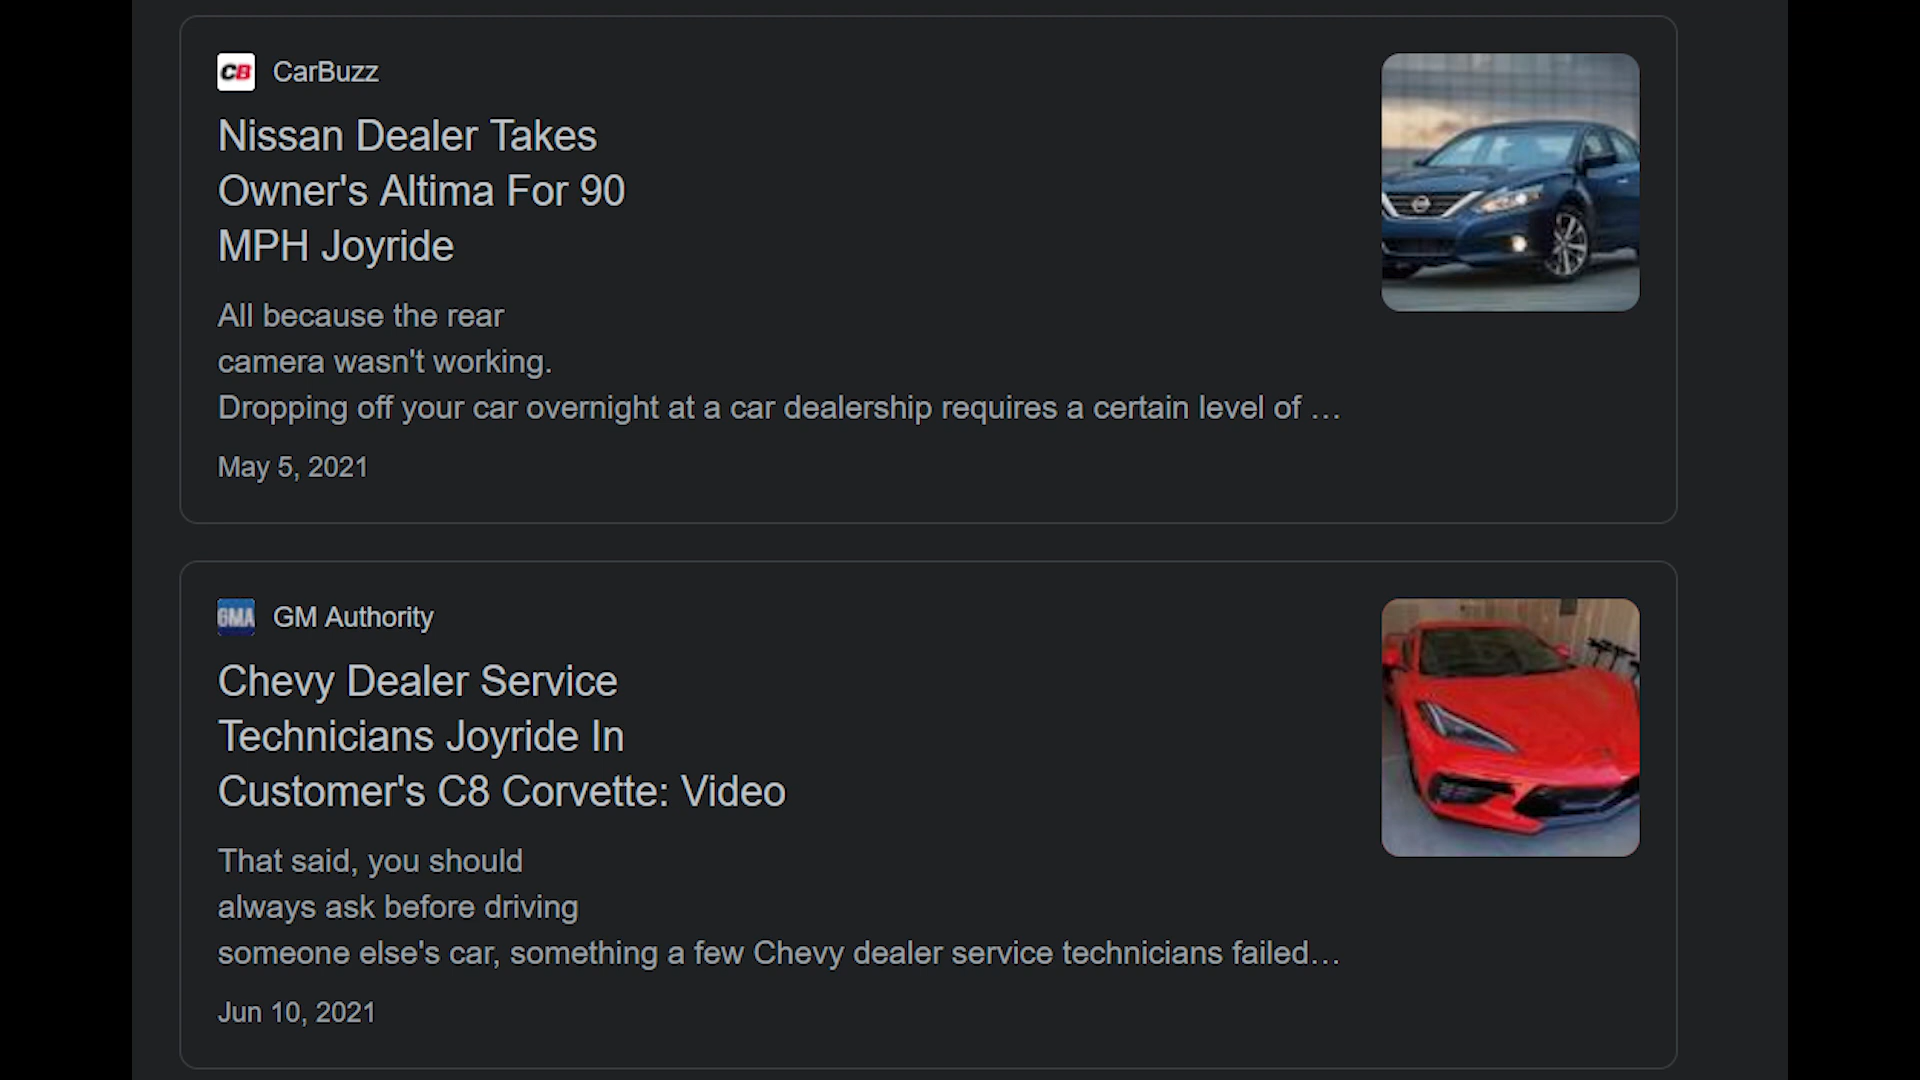 CB CarBuzz
Nissan Dealer Takes
Owner's Altima For 90
MPH Joyride
All because the rear
camera wasn't working.
Dropping off your car overnight at a car dealership requires a certain level of …
May 5, 2021
GMA GM Authority
Chevy Dealer Service
Technicians Joyride In
Customer's C8 Corvette: Video
That said, you should
always ask before driving
someone else's car, something a few Chevy dealer service technicians failed…
Jun 10, 2021